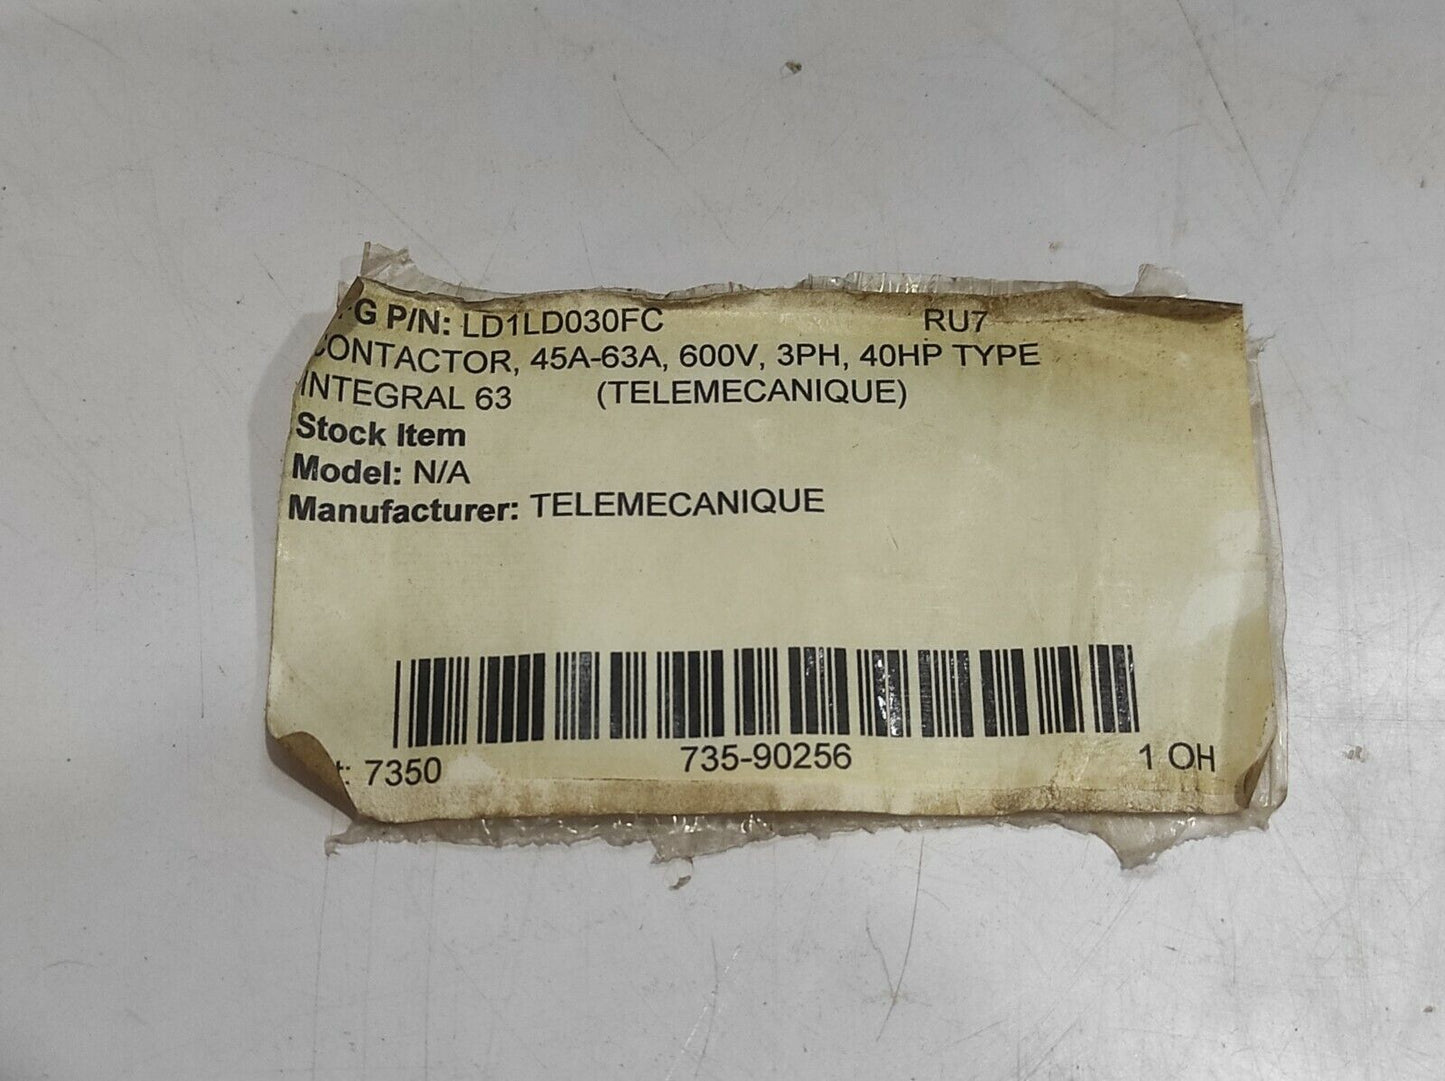 G P/N: LD1LD030FC RU7
CONTACTOR, 45A-63A, 600V, 3PH, 40HP TYPE
INTEGRAL 63 (TELEMECANIQUE)
Stock Item
Model: N/A
Manufacturer: TELEMECANIQUE
t: 7350 735-90256 1 OH